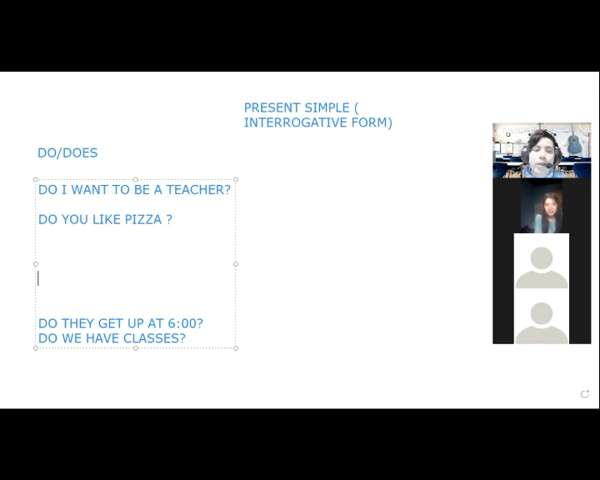 PRESENT SIMPLE (
INTERROGATIVE FORM)
DO/DOES
DO I WANT TO BE A TEACHER?
DO YOU LIKE PIZZA ?
DO THEY GET UP AT 6:00?
DO WE HAVE CLASSES?